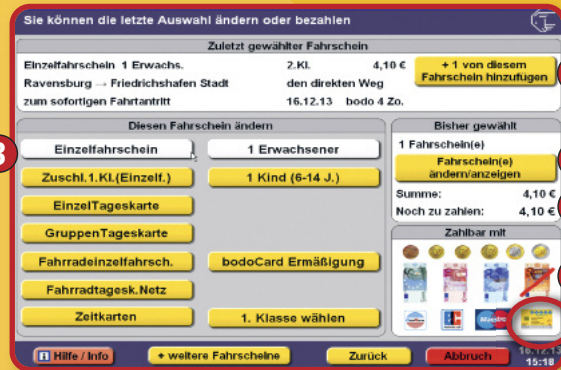 Sie können die letzte Auswahl ändern oder bezahlen
Zuletzt gewählter Fahrschein
Einzelfahrschein 1 Erwachs. 2.Kl. 4,10 €
Ravensburg → Friedrichshafen Stadt den direkten Weg
zum sofortigen Fahrtantritt 16.12.13 bodo 4 Zo.
+ 1 von diesem
Fahrschein hinzufügen
Diesen Fahrschein ändern
Einzelfahrschein
1 Erwachsener
Zuschl.1.Kl.(Einzelf.)
1 Kind (6-14 J.)
EinzelTageskarte
GruppenTageskarte
Fahrradeinzelfahrsch.
bodoCard Ermäßigung
Fahrradtagesk.Netz
Zeitkarten
1. Klasse wählen
Bisher gewählt
1 Fahrschein(e)
Fahrschein(e)
ändern/anzeigen
Summe: 4,10 €
Noch zu zahlen: 4,10 €
Zahlbar mit
Maestro
i Hilfe / Info
+ weitere Fahrscheine
Zurück
Abbruch
16.12.13
15:18
3